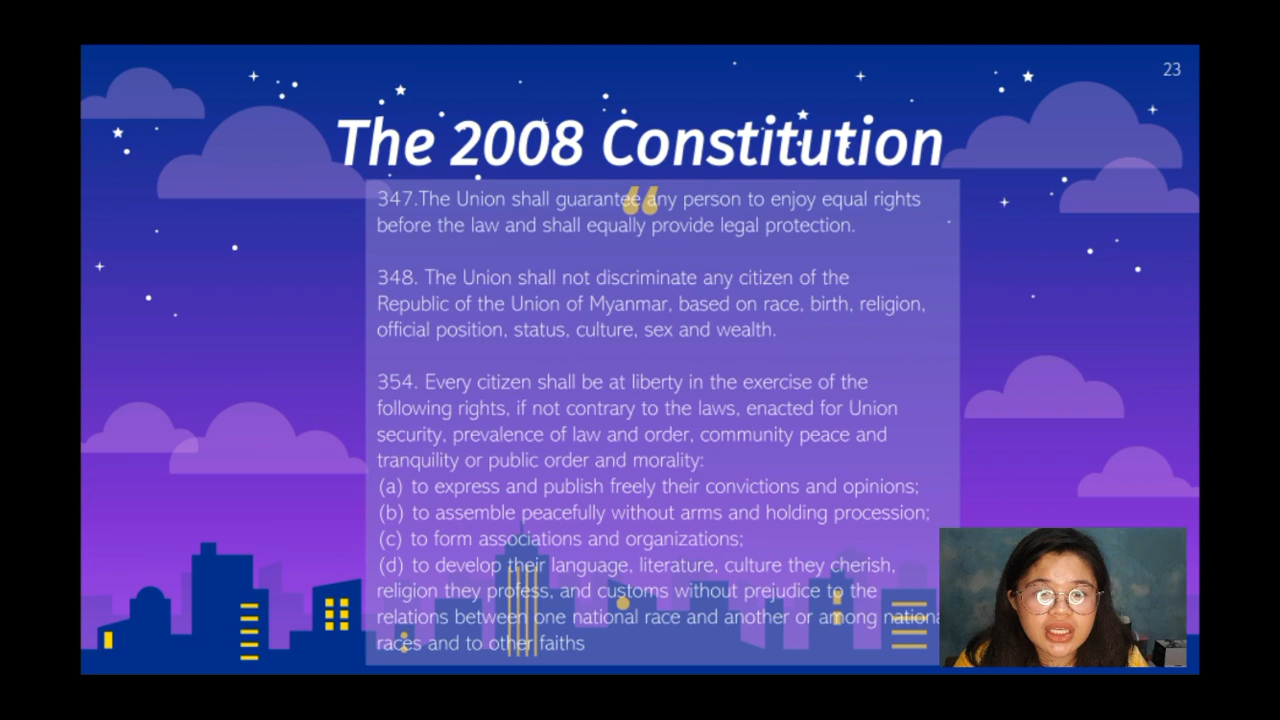 23
The 2008 Constitution
“
347.The Union shall guarantee any person to enjoy equal rights
before the law and shall equally provide legal protection.
348. The Union shall not discriminate any citizen of the
Republic of the Union of Myanmar, based on race, birth, religion,
official position, status, culture, sex and wealth.
354. Every citizen shall be at liberty in the exercise of the
following rights, if not contrary to the laws, enacted for Union
security, prevalence of law and order, community peace and
tranquility or public order and morality:
(a) to express and publish freely their convictions and opinions;
(b) to assemble peacefully without arms and holding procession;
(c) to form associations and organizations;
(d) to develop their language, literature, culture they cherish,
religion they profess, and customs without prejudice to the
relations between one national race and another or among nationa
races and to other faiths